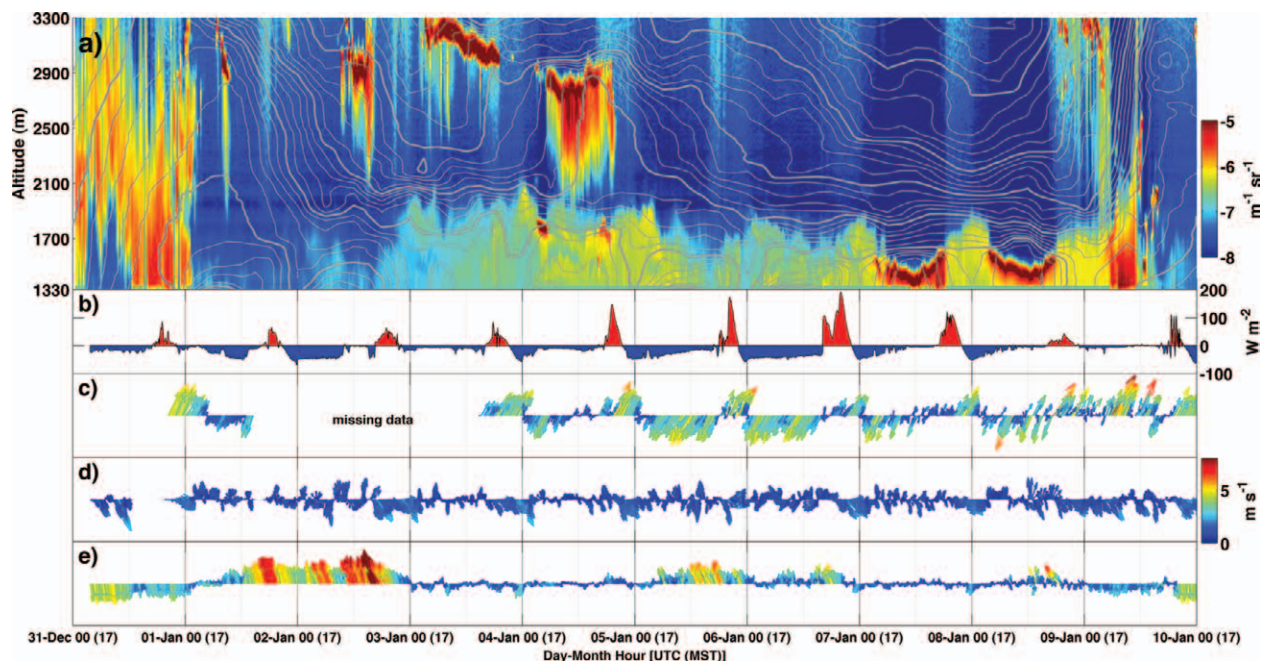 3300
a)
2900
2500
2100
1700
1330
Altitude (m)
-5
-6
-7
-8
m⁻¹ sr⁻¹
b)
200
100
0
-100
W m⁻²
c)
missing data
d)
5
0
m s⁻¹
e)
31-Dec 00 (17) 01-Jan 00 (17) 02-Jan 00 (17) 03-Jan 00 (17) 04-Jan 00 (17) 05-Jan 00 (17) 06-Jan 00 (17) 07-Jan 00 (17) 08-Jan 00 (17) 09-Jan 00 (17) 10-Jan 00 (17)
Day-Month Hour [UTC (MST)]